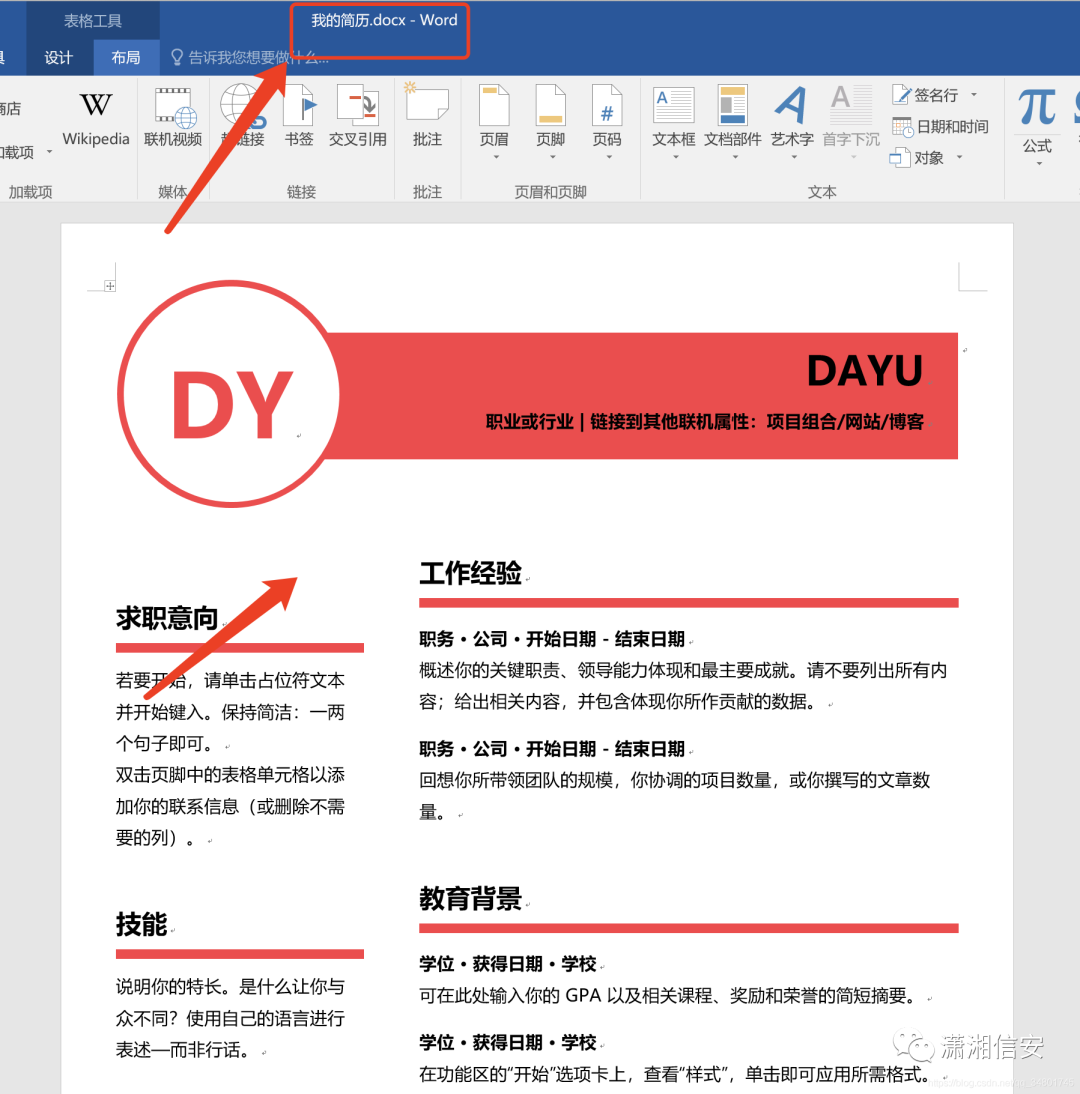 表格工具
我的简历.docx - Word
设计
布局
告诉我您想要做什么...
商店
Wikipedia
联机视频
书签
交叉引用
批注
页眉
页脚
页码
文本框
文档部件
艺术字
首字下沉
签名行
日期和时间
对象
公式
加载项
媒体
链接
批注
页眉和页脚
文本
DY
DAYU
职业或行业 | 链接到其他联机属性：项目组合/网站/博客
求职意向
若要开始，请单击占位符文本
并开始键入。保持简洁：一两
个句子即可。
双击页脚中的表格单元格以添
加你的联系信息（或删除不需
要的列）。
技能
说明你的特长。是什么让你与
众不同？使用自己的语言进行
表述—而非行话。
工作经验
职务 • 公司 • 开始日期 - 结束日期
概述你的关键职责、领导能力体现和最主要成就。请不要列出所有内
容；给出相关内容，并包含体现你所作贡献的数据。
职务 • 公司 • 开始日期 - 结束日期
回想你所带领团队的规模，你协调的项目数量，或你撰写的文章数
量。
教育背景
学位 • 获得日期 • 学校
可在此处输入你的 GPA 以及相关课程、奖励和荣誉的简短摘要。
学位 • 获得日期 • 学校
在功能区的“开始”选项卡上，查看“样式”，单击即可应用所需格式。
潇湘信安